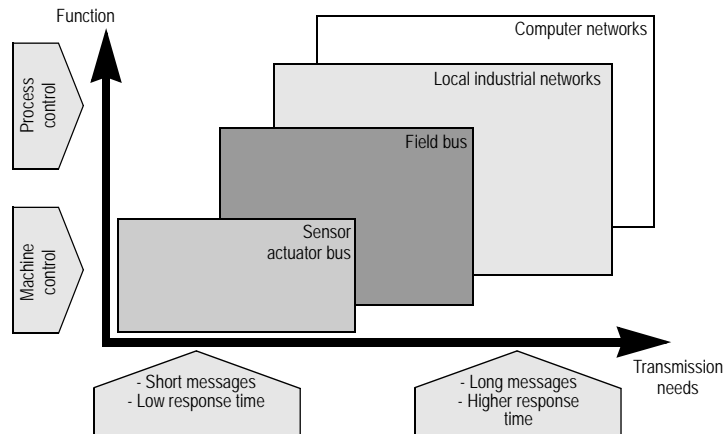 Function
Computer networks
Local industrial networks
Process
control
Field bus
Sensor
actuator bus
Machine
control
Transmission
needs
- Short messages
- Low response time
- Long messages
- Higher response
time